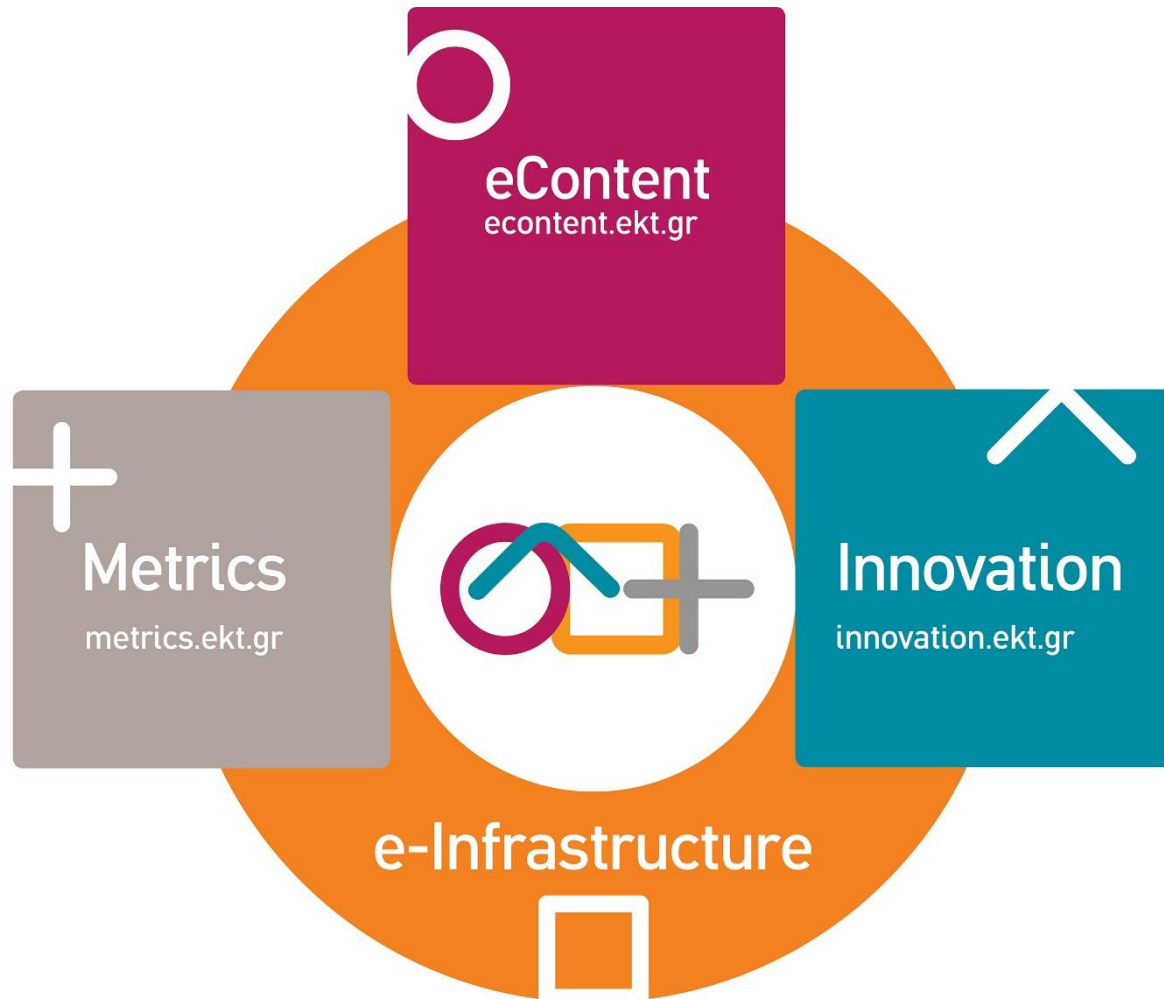 eContent
econtent.ekt.gr
Metrics
metrics.ekt.gr
Innovation
innovation.ekt.gr
e-Infrastructure